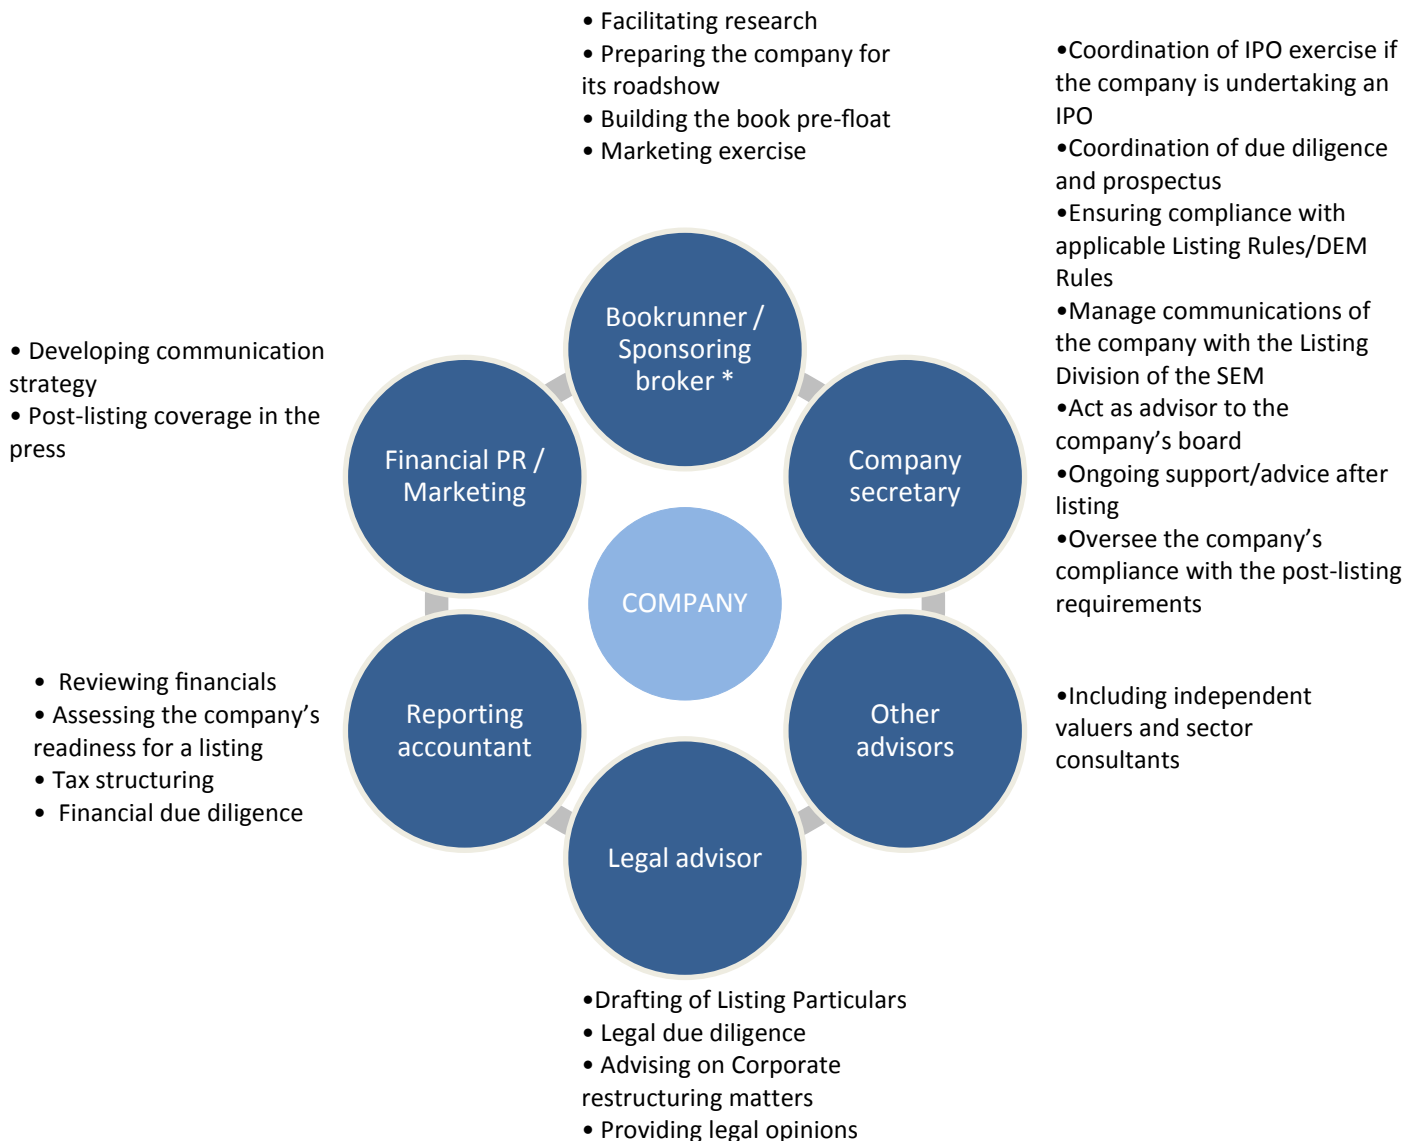 • Facilitating research
• Preparing the company for
its roadshow
• Building the book pre-float
• Marketing exercise
•Coordination of IPO exercise if
the company is undertaking an
IPO
•Coordination of due diligence
and prospectus
•Ensuring compliance with
applicable Listing Rules/DEM
Rules
•Manage communications of
the company with the Listing
Division of the SEM
•Act as advisor to the
company’s board
•Ongoing support/advice after
listing
•Oversee the company’s
compliance with the post-listing
requirements
Bookrunner /
Sponsoring
broker *
• Developing communication
strategy
• Post-listing coverage in the
press
Financial PR /
Marketing
Company
secretary
COMPANY
• Reviewing financials
• Assessing the company’s
readiness for a listing
• Tax structuring
• Financial due diligence
Reporting
accountant
Other
advisors
•Including independent
valuers and sector
consultants
Legal advisor
•Drafting of Listing Particulars
• Legal due diligence
• Advising on Corporate
restructuring matters
• Providing legal opinions